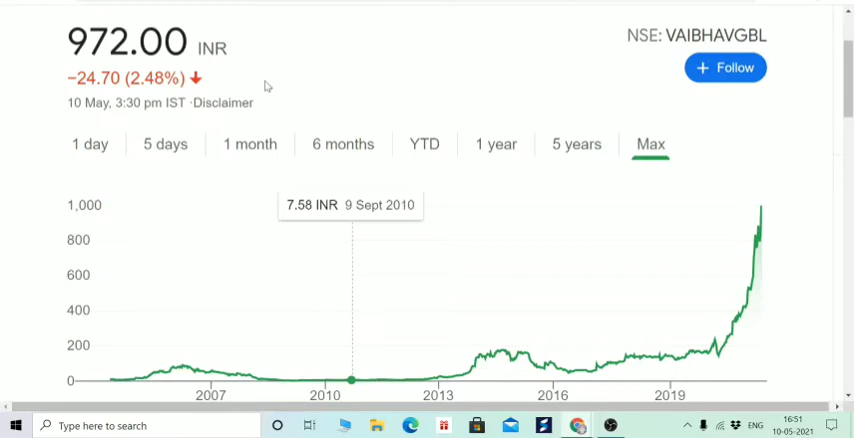 972.00 INR
NSE: VAIBHAVGBL
−24.70 (2.48%)
+ Follow
10 May, 3:30 pm IST ·Disclaimer
1 day 5 days 1 month 6 months YTD 1 year 5 years Max
7.58 INR 9 Sept 2010
1,000
800
600
400
200
0
2007 2010 2013 2016 2019
Type here to search
ENG
16:51
10-05-2021